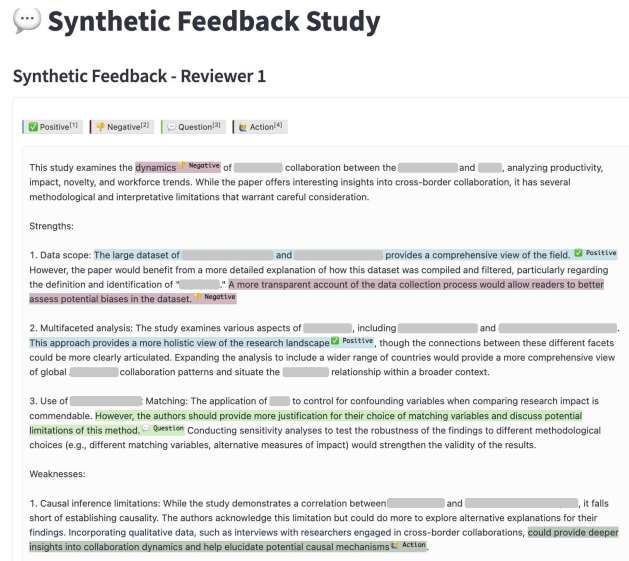 Synthetic Feedback Study
Synthetic Feedback - Reviewer 1
Positive[1] Negative[2] Question[3] Action[4]
This study examines the dynamics Negative of collaboration between the and , analyzing productivity,
impact, novelty, and workforce trends. While the paper offers interesting insights into cross-border collaboration, it has several
methodological and interpretative limitations that warrant careful consideration.
Strengths:
1. Data scope: The large dataset of and provides a comprehensive view of the field. Positive
However, the paper would benefit from a more detailed explanation of how this dataset was compiled and filtered, particularly regarding
the definition and identification of " ." A more transparent account of the data collection process would allow readers to better
assess potential biases in the dataset. Negative
2. Multifaceted analysis: The study examines various aspects of , including and .
This approach provides a more holistic view of the research landscape Positive , though the connections between these different facets
could be more clearly articulated. Expanding the analysis to include a wider range of countries would provide a more comprehensive view
of global collaboration patterns and situate the relationship within a broader context.
3. Use of : Matching: The application of to control for confounding variables when comparing research impact is
commendable. However, the authors should provide more justification for their choice of matching variables and discuss potential
limitations of this method. Question Conducting sensitivity analyses to test the robustness of the findings to different methodological
choices (e.g., different matching variables, alternative measures of impact) would strengthen the validity of the results.
Weaknesses:
1. Causal inference limitations: While the study demonstrates a correlation between and , it falls
short of establishing causality. The authors acknowledge this limitation but could do more to explore alternative explanations for their
findings. Incorporating qualitative data, such as interviews with researchers engaged in cross-border collaborations, could provide deeper
insights into collaboration dynamics and help elucidate potential causal mechanisms Action .